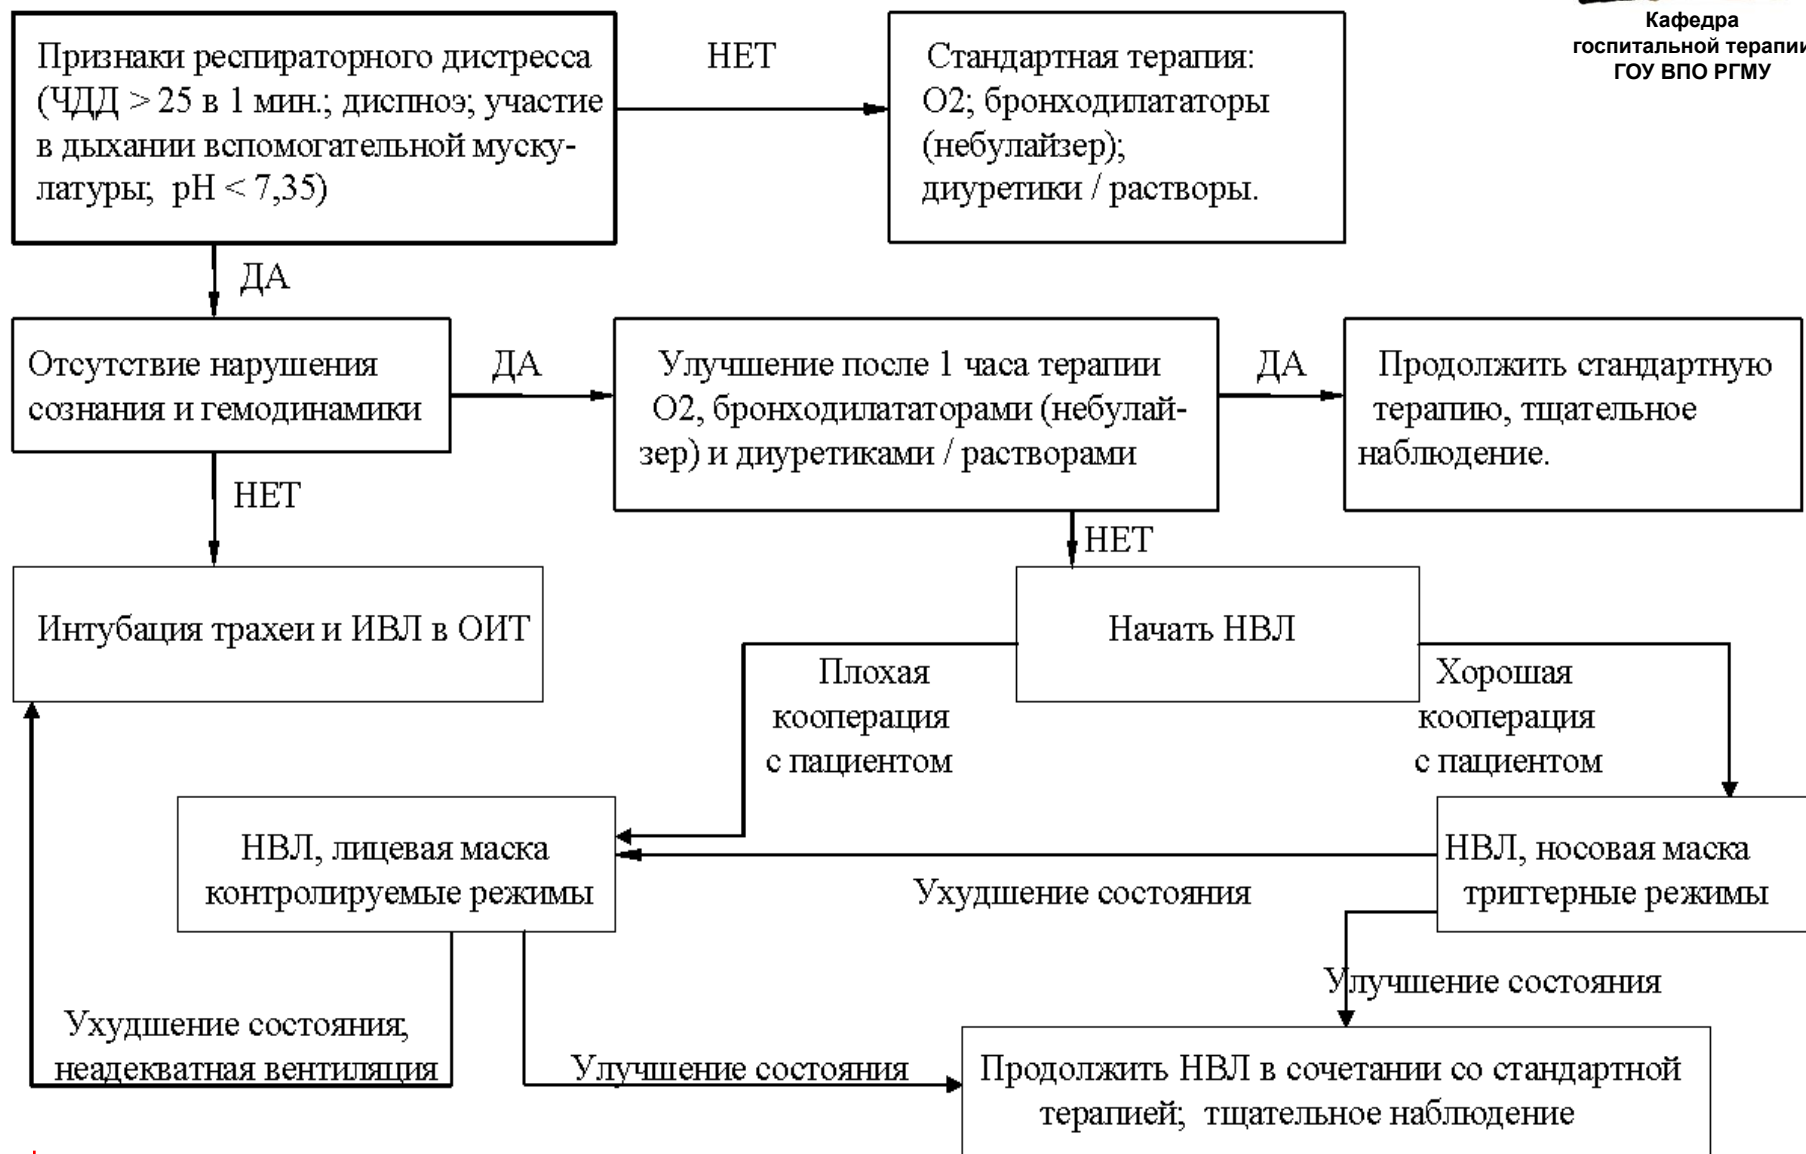 Кафедра
госпитальной терапии
ГОУ ВПО РГМУ
Признаки респираторного дистресса
(ЧДД > 25 в 1 мин.; диспноэ; участие
в дыхании вспомогательной муску-
латуры; pH < 7,35)
НЕТ
Стандартная терапия:
О2; бронходилататоры
(небулайзер);
диуретики / растворы.
ДА
Отсутствие нарушения
сознания и гемодинамики
ДА
Улучшение после 1 часа терапии
О2, бронходилататорами (небулай-
зер) и диуретиками / растворами
ДА
Продолжить стандартную
терапию, тщательное
наблюдение.
НЕТ
НЕТ
Интубация трахеи и ИВЛ в ОИТ
Начать НВЛ
Плохая
кооперация
с пациентом
Хорошая
кооперация
с пациентом
НВЛ, лицевая маска
контролируемые режимы
Ухудшение состояния
НВЛ, носовая маска
триггерные режимы
Улучшение состояния
Ухудшение состояния;
неадекватная вентиляция
Улучшение состояния
Продолжить НВЛ в сочетании со стандартной
терапией; тщательное наблюдение